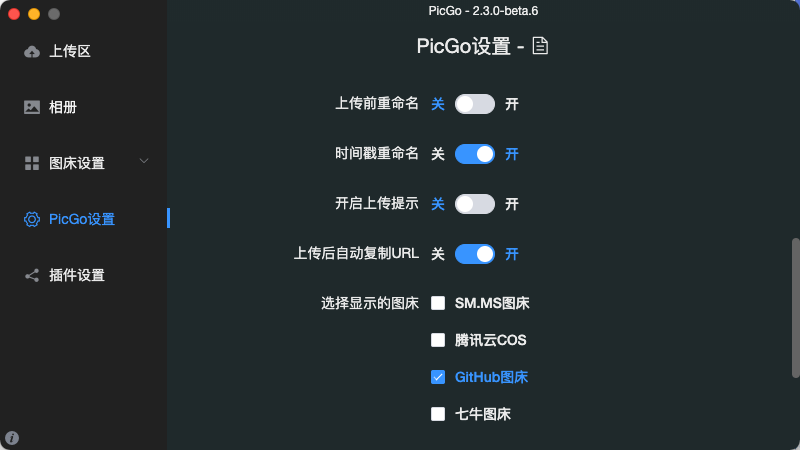 PicGo - 2.3.0-beta.6
上传区
相册
图床设置
PicGo设置
插件设置
PicGo设置 -
上传前重命名 关 开
时间戳重命名 关 开
开启上传提示 关 开
上传后自动复制URL 关 开
选择显示的图床 SM.MS图床
腾讯云COS
GitHub图床
七牛图床